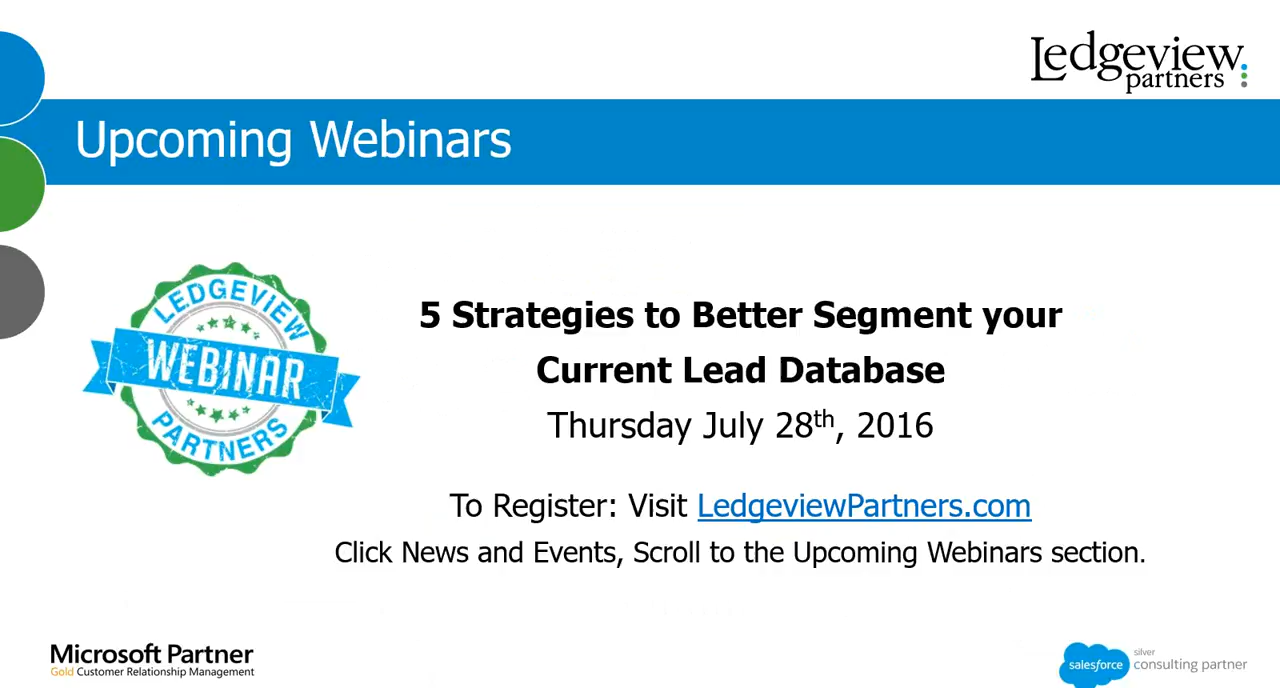 Ledgeview
partners
Upcoming Webinars
LEDGEVIEW
WEBINAR
PARTNERS
5 Strategies to Better Segment your
Current Lead Database
Thursday July 28th, 2016
To Register: Visit LedgeviewPartners.com
Click News and Events, Scroll to the Upcoming Webinars section.
Microsoft Partner
Gold Customer Relationship Management
salesforce
silver
consulting partner